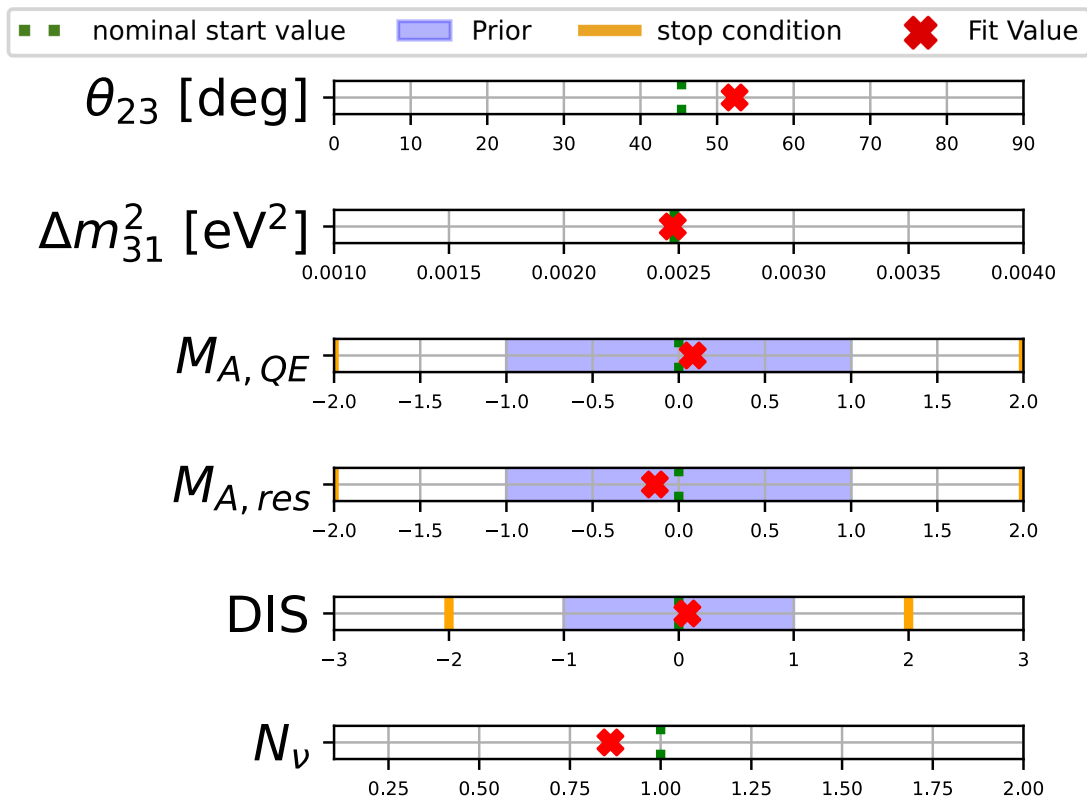 nominal start value Prior stop condition Fit Value
θ₂₃ [deg]
0 10 20 30 40 50 60 70 80 90
Δm²₃₁ [eV²]
0.0010 0.0015 0.0020 0.0025 0.0030 0.0035 0.0040
M_{A, QE}
−2.0 −1.5 −1.0 −0.5 0.0 0.5 1.0 1.5 2.0
M_{A, res}
−2.0 −1.5 −1.0 −0.5 0.0 0.5 1.0 1.5 2.0
DIS
−3 −2 −1 0 1 2 3
N_ν
0.25 0.50 0.75 1.00 1.25 1.50 1.75 2.00